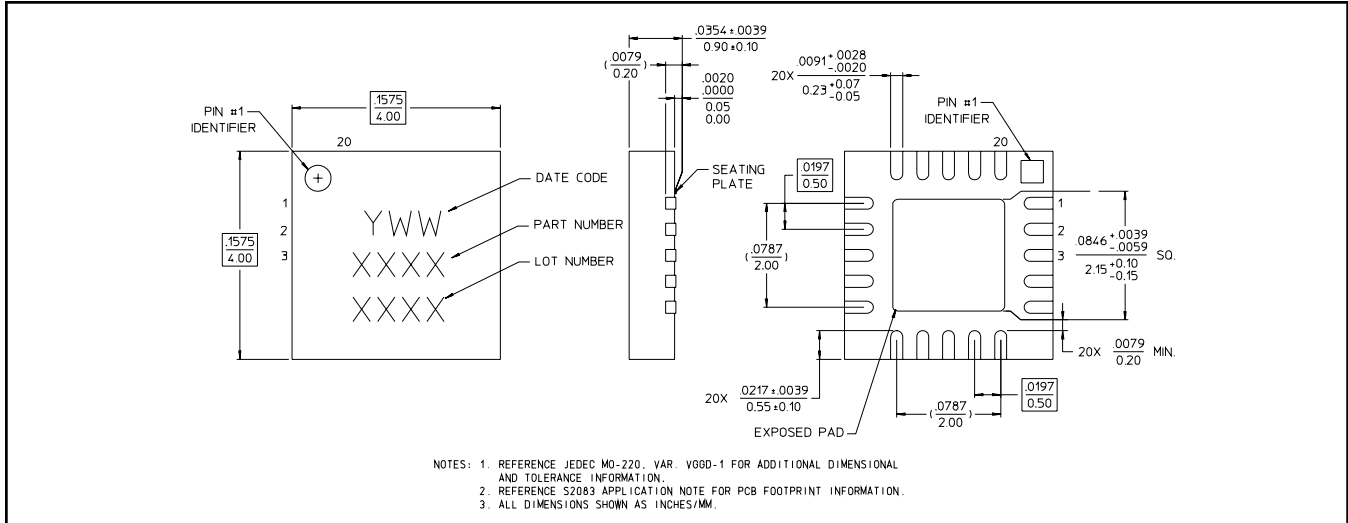 PIN #1
IDENTIFIER
.1575
4.00
20
.1575
4.00
1
2
3
YWW
XXXX
XXXX
DATE CODE
PART NUMBER
LOT NUMBER
.0354 ±.0039
0.90 ±0.10
(.0079
0.20)
.0020
.0000
0.05
0.00
SEATING
PLATE
20X .0091 +.0028 -.0020
0.23 +0.07 -0.05
PIN #1
IDENTIFIER
20
.0197
0.50
(.0787
2.00)
1
2
3
.0846 +.0039 -.0059 SQ.
2.15 +0.10 -0.15
20X .0079 MIN.
0.20
20X .0217 ±.0039
0.55 ±0.10
.0197
0.50
(.0787)
2.00
EXPOSED PAD
NOTES: 1. REFERENCE JEDEC MO-220, VAR. VGGD-1 FOR ADDITIONAL DIMENSIONAL
AND TOLERANCE INFORMATION.
2. REFERENCE S2083 APPLICATION NOTE FOR PCB FOOTPRINT INFORMATION.
3. ALL DIMENSIONS SHOWN AS INCHES/MM.